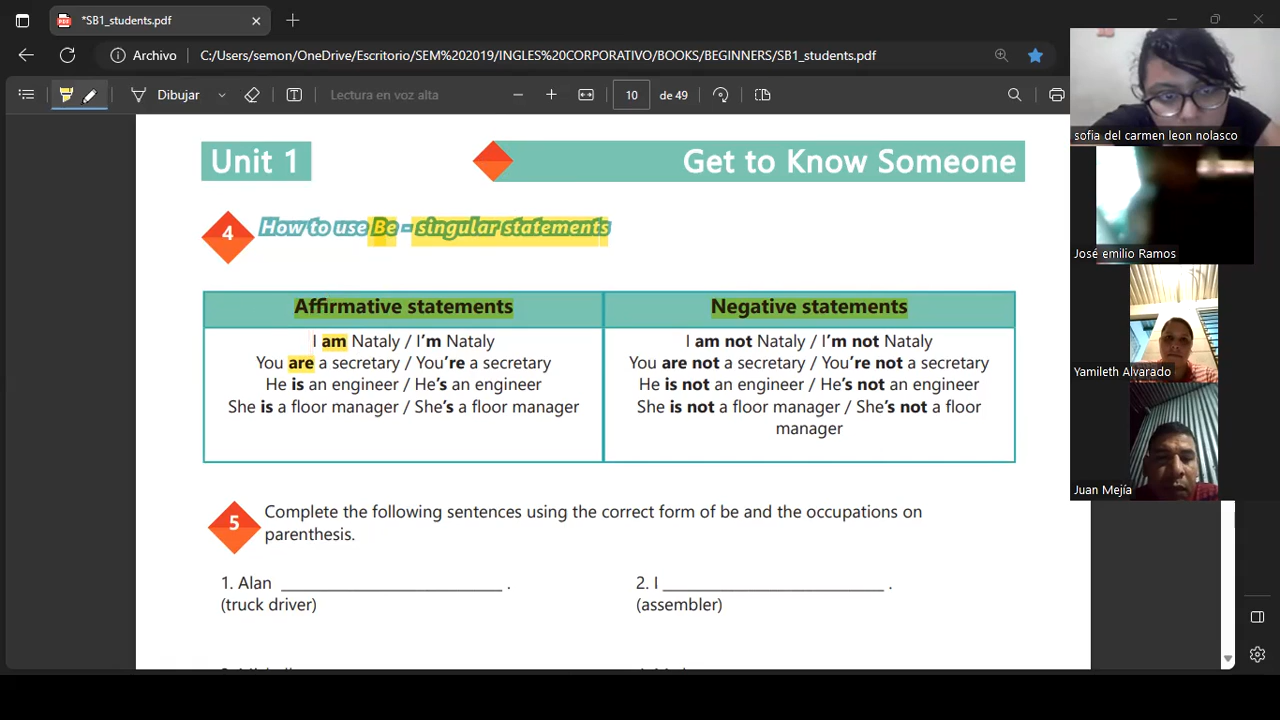 *SB1_students.pdf
Archivo
C:/Users/semon/OneDrive/Escritorio/SEM%202019/INGLES%20CORPORATIVO/BOOKS/BEGINNERS/SB1_students.pdf
Dibujar
Lectura en voz alta
10
de 49
Unit 1
Get to Know Someone
4
How to use Be - singular statements
Affirmative statements
I am Nataly / I'm Nataly
You are a secretary / You're a secretary
He is an engineer / He's an engineer
She is a floor manager / She's a floor manager
Negative statements
I am not Nataly / I'm not Nataly
You are not a secretary / You're not a secretary
He is not an engineer / He's not an engineer
She is not a floor manager / She's not a floor
manager
5
Complete the following sentences using the correct form of be and the occupations on
parenthesis.
1. Alan __________________________ .
(truck driver)
2. I __________________________ .
(assembler)
sofia del carmen leon nolasco
José emilio Ramos
Yamileth Alvarado
Juan Mejía